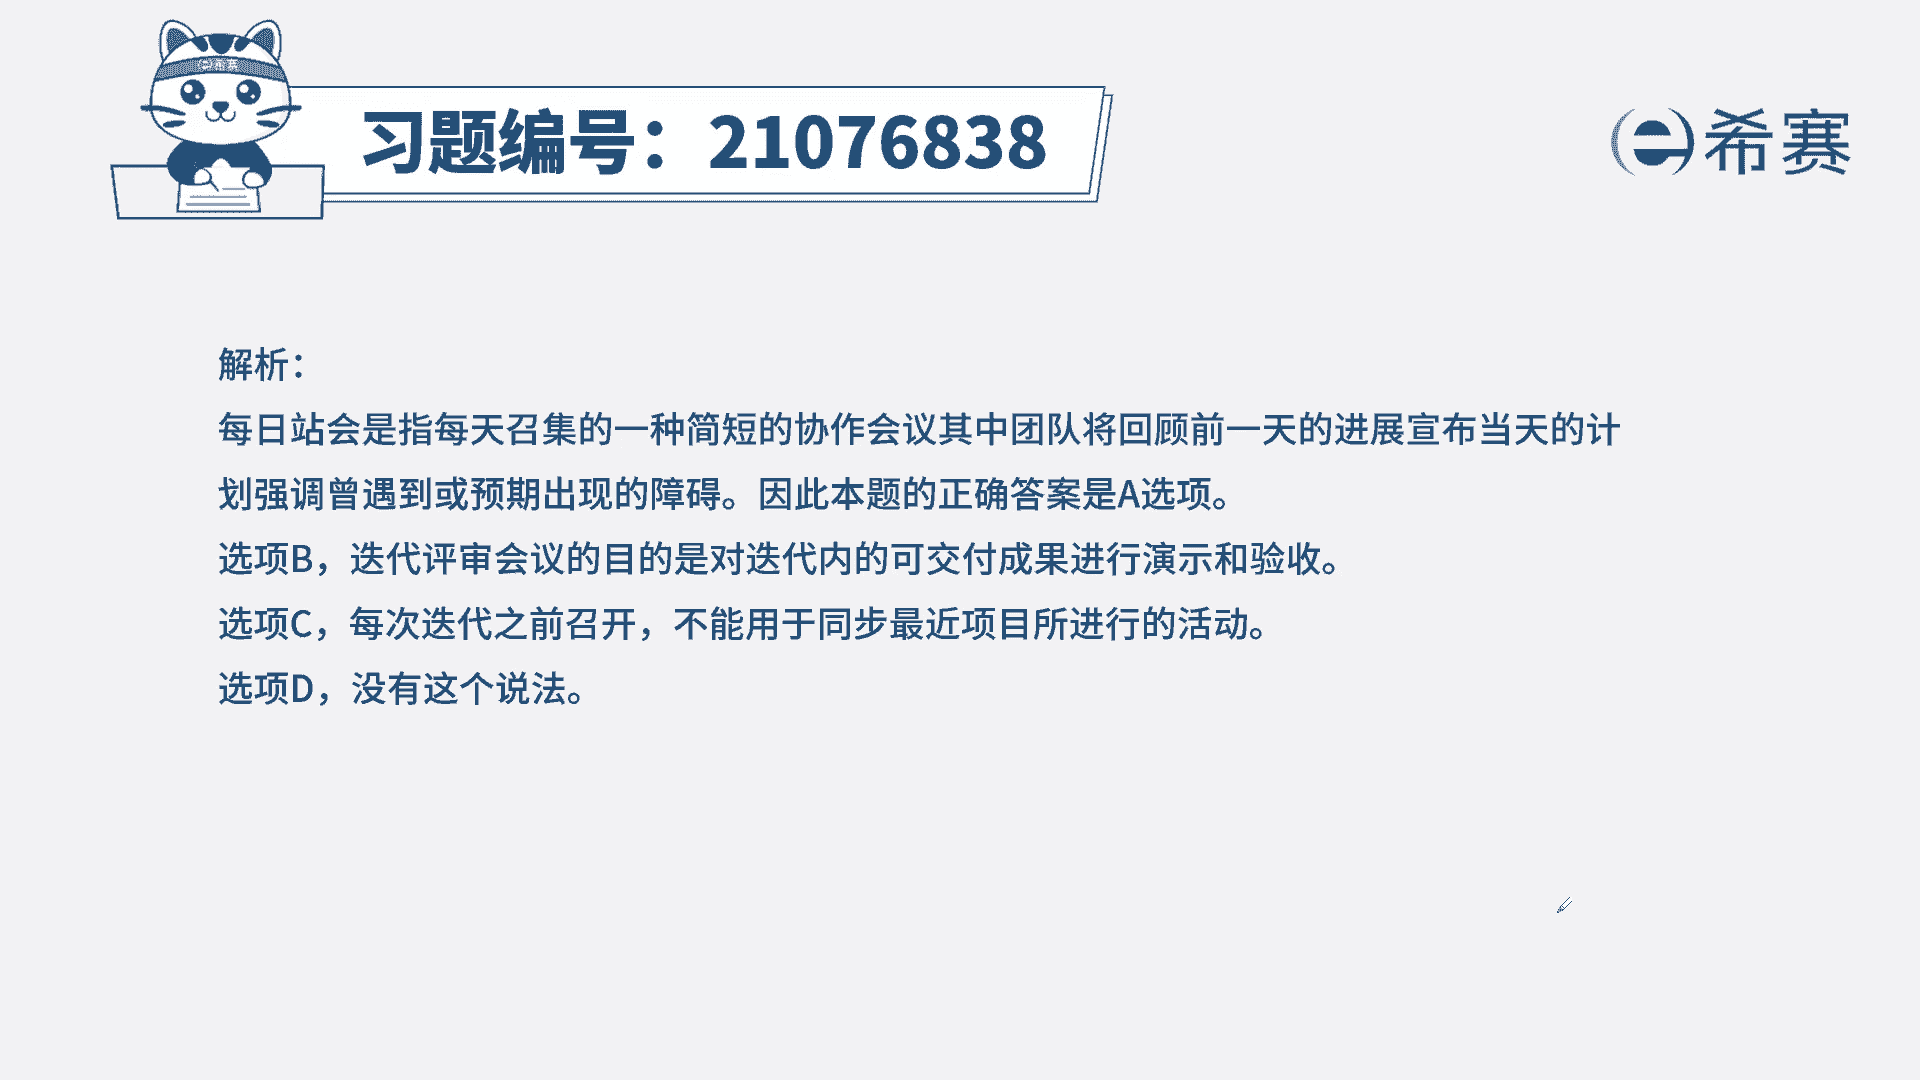 希赛
习题编号：21076838
希赛
解析：
每日站会是指每天召集的一种简短的协作会议其中团队将回顾前一天的进展宣布当天的计
划强调曾遇到或预期出现的障碍。因此本题的正确答案是A选项。
选项B，迭代评审会议的目的是对迭代内的可交付成果进行演示和验收。
选项C，每次迭代之前召开，不能用于同步最近项目所进行的活动。
选项D，没有这个说法。